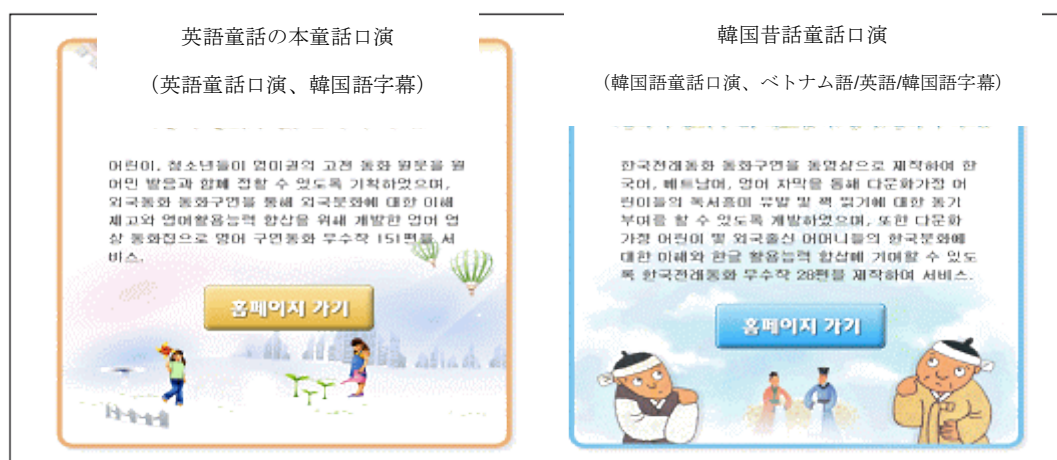 英語童話の本童話口演
（英語童話口演、韓国語字幕）
어린이, 청소년들이 영미권의 고전 동화 원문을 원
어민 발음과 함께 접할 수 있도록 기획하였으며,
외국동화 동화구연을 통해 외국문화에 대한 이해
제고와 영어활용능력 향상을 위해 개발한 영어 영
상 동화집으로 영어 구연동화 우수작 151편을 서
비스.
홈페이지 가기
韓国昔話童話口演
（韓国語童話口演、ベトナム語/英語/韓国語字幕）
한국전래동화 동화구연을 동영상으로 제작하여 한
국어, 베트남어, 영어 자막을 통해 다문화가정 어
린이들의 독서흥미 유발 및 책 읽기에 대한 동기
부여를 할 수 있도록 개발하였으며, 또한 다문화
가정 어린이 및 외국출신 어머니들의 한국문화에
대한 이해와 한글 활용능력 향상에 기여할 수 있도
록 한국전래동화 우수작 28편을 제작하여 서비스.
홈페이지 가기